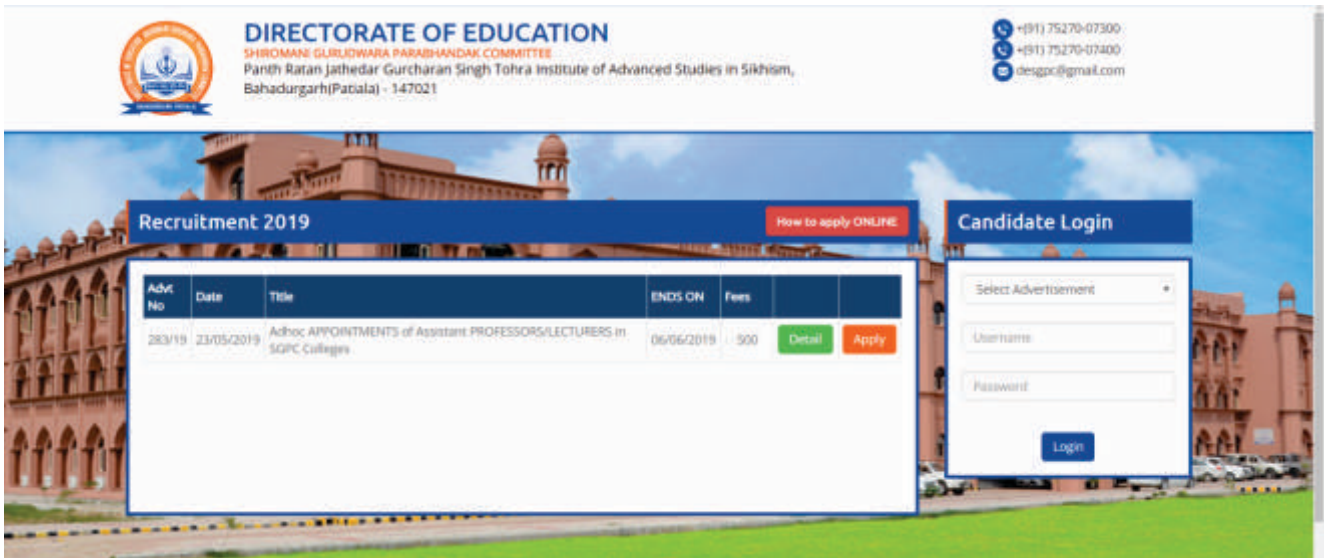 DIRECTORATE OF EDUCATION
SHIROMANI GURUDWARA PARABHANDAK COMMITTEE
Panth Ratan Jathedar Gurcharan Singh Tohra Institute of Advanced Studies in Sikhism,
Bahadurgarh(Patiala) - 147021
+(91) 75270-07300
+(91) 75270-07400
desgpc@gmail.com
Recruitment 2019
How to apply ONLINE
Advt No
Date
Title
ENDS ON
Fees
283/19
23/05/2019
Adhoc APPOINTMENTS of Assistant PROFESSORS/LECTURERS in
SGPC Colleges
06/06/2019
500
Detail
Apply
Candidate Login
Select Advertisement
Username
Password
Login